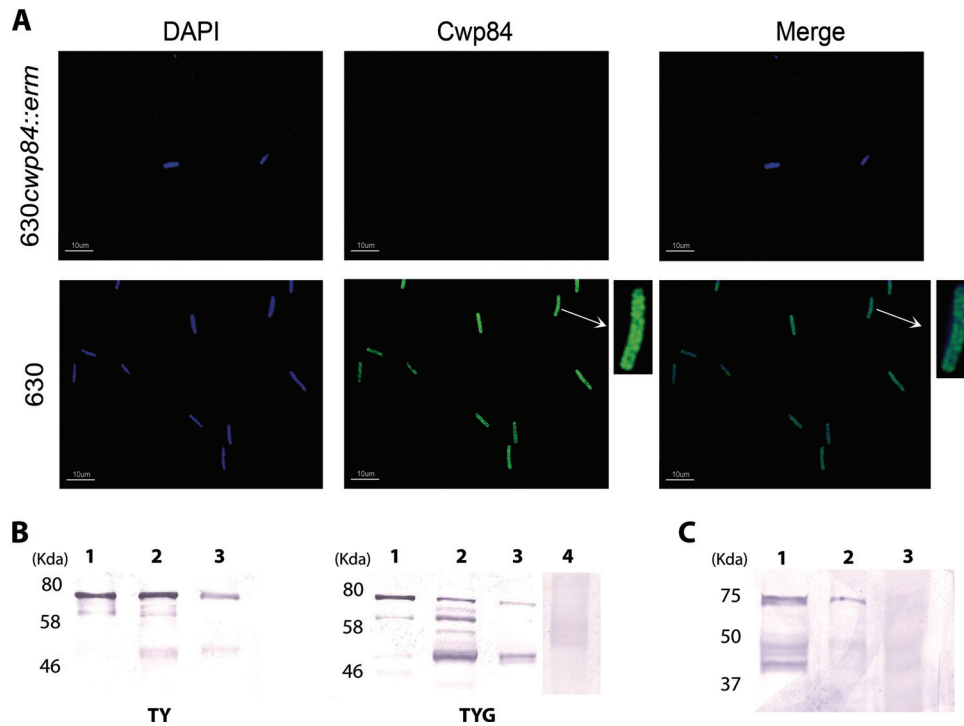 A
DAPI Cwp84 Merge
630cwp84::erm
10um 10um 10um
630
10um 10um 10um
B C
(Kda) 1 2 3 (Kda) 1 2 3 4 (Kda) 1 2 3
80 80 75
58 58 50
46 46 37
TY TYG